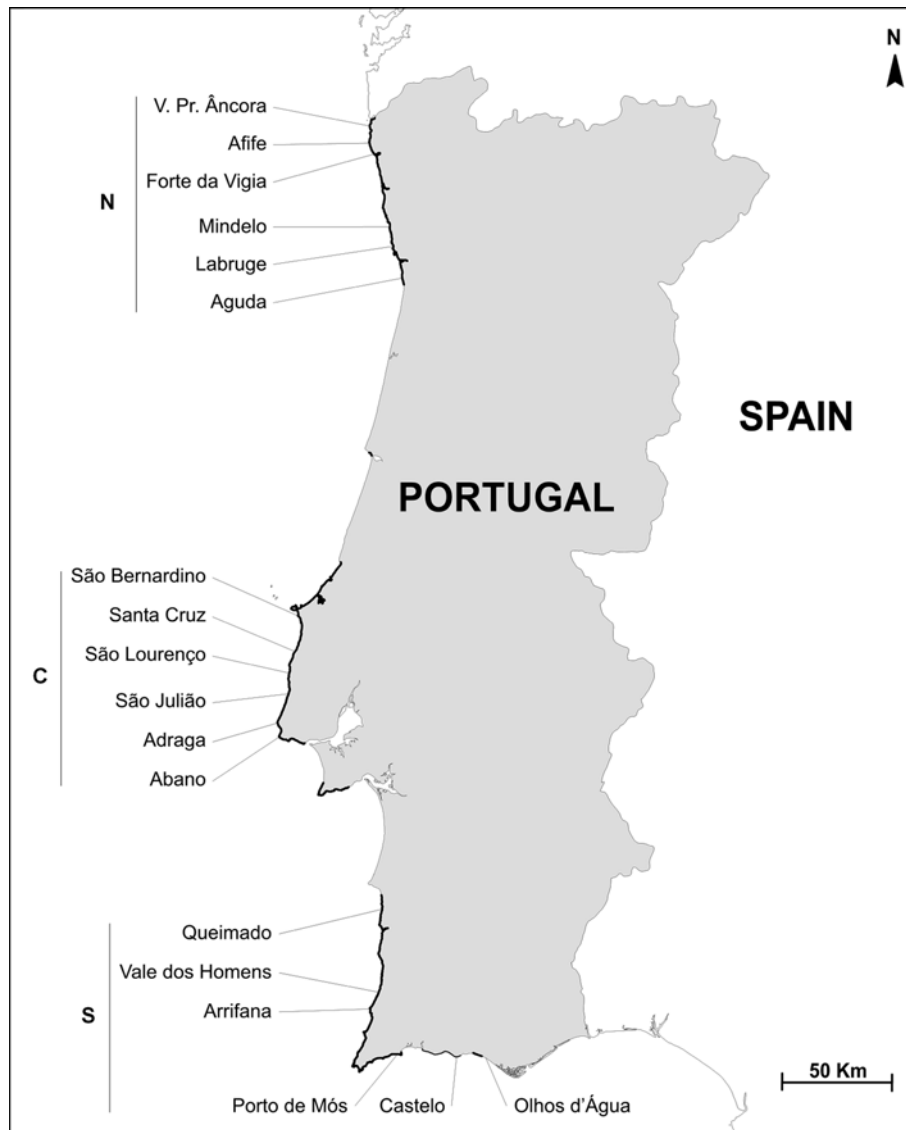 N
V. Pr. Âncora
Afife
Forte da Vigia
N
Mindelo
Labruge
Aguda
SPAIN
PORTUGAL
São Bernardino
Santa Cruz
São Lourenço
C
São Julião
Adraga
Abano
Queimado
Vale dos Homens
S
Arrifana
50 Km
Porto de Mós
Castelo
Olhos d'Água